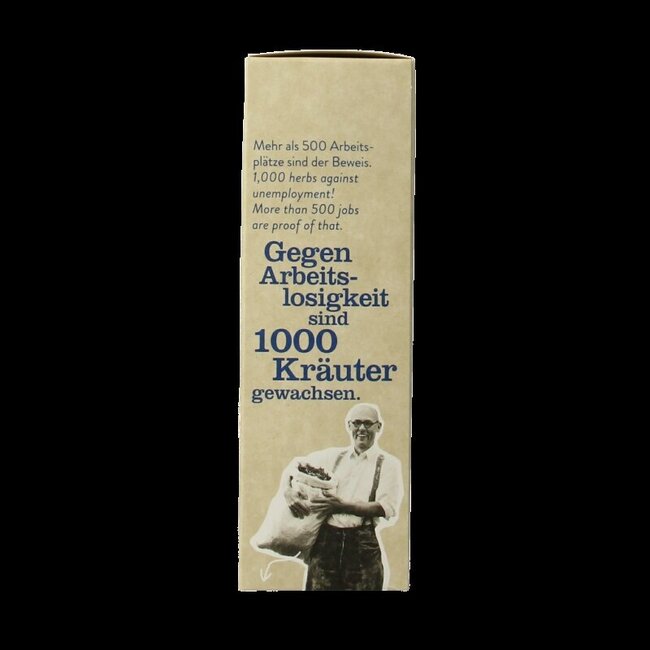 Mehr als 500 Arbeits-
plätze sind der Beweis.
1,000 herbs against
unemployment!
More than 500 jobs
are proof of that.
Gegen
Arbeits-
losigkeit
sind
1000
Kräuter
gewachsen.